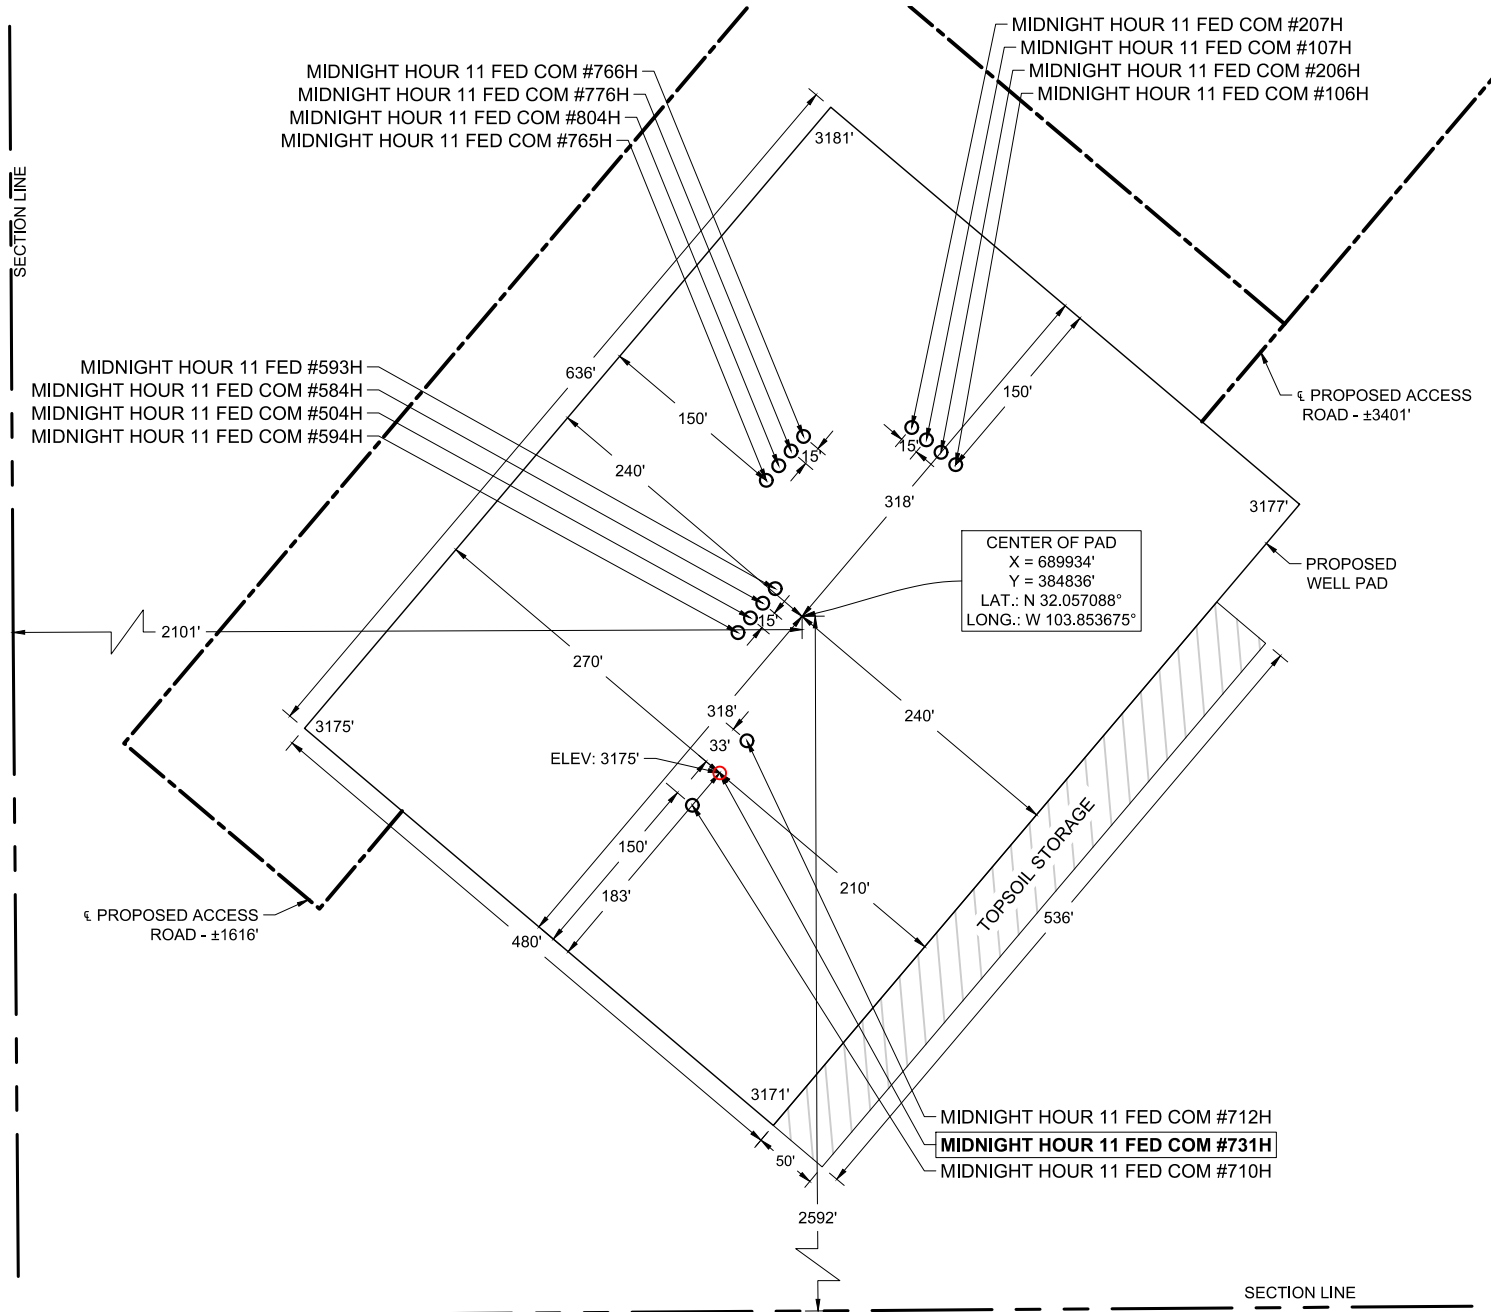 MIDNIGHT HOUR 11 FED COM #207H
MIDNIGHT HOUR 11 FED COM #107H
MIDNIGHT HOUR 11 FED COM #206H
MIDNIGHT HOUR 11 FED COM #106H
MIDNIGHT HOUR 11 FED COM #766H
MIDNIGHT HOUR 11 FED COM #776H
MIDNIGHT HOUR 11 FED COM #804H
MIDNIGHT HOUR 11 FED COM #765H
3181'
SECTION LINE
MIDNIGHT HOUR 11 FED #593H
MIDNIGHT HOUR 11 FED COM #584H
MIDNIGHT HOUR 11 FED COM #504H
MIDNIGHT HOUR 11 FED COM #594H
636'
150'
150'
℄ PROPOSED ACCESS
ROAD - ±3401'
15'
15'
240'
318'
3177'
CENTER OF PAD
X = 689934'
Y = 384836'
LAT.: N 32.057088°
LONG.: W 103.853675°
PROPOSED
WELL PAD
15'
2101'
270'
240'
318'
3175'
33'
ELEV: 3175'
150'
210'
183'
TOPSOIL STORAGE
536'
℄ PROPOSED ACCESS
ROAD - ±1616'
480'
3171'
50'
MIDNIGHT HOUR 11 FED COM #712H
MIDNIGHT HOUR 11 FED COM #731H
MIDNIGHT HOUR 11 FED COM #710H
2592'
SECTION LINE